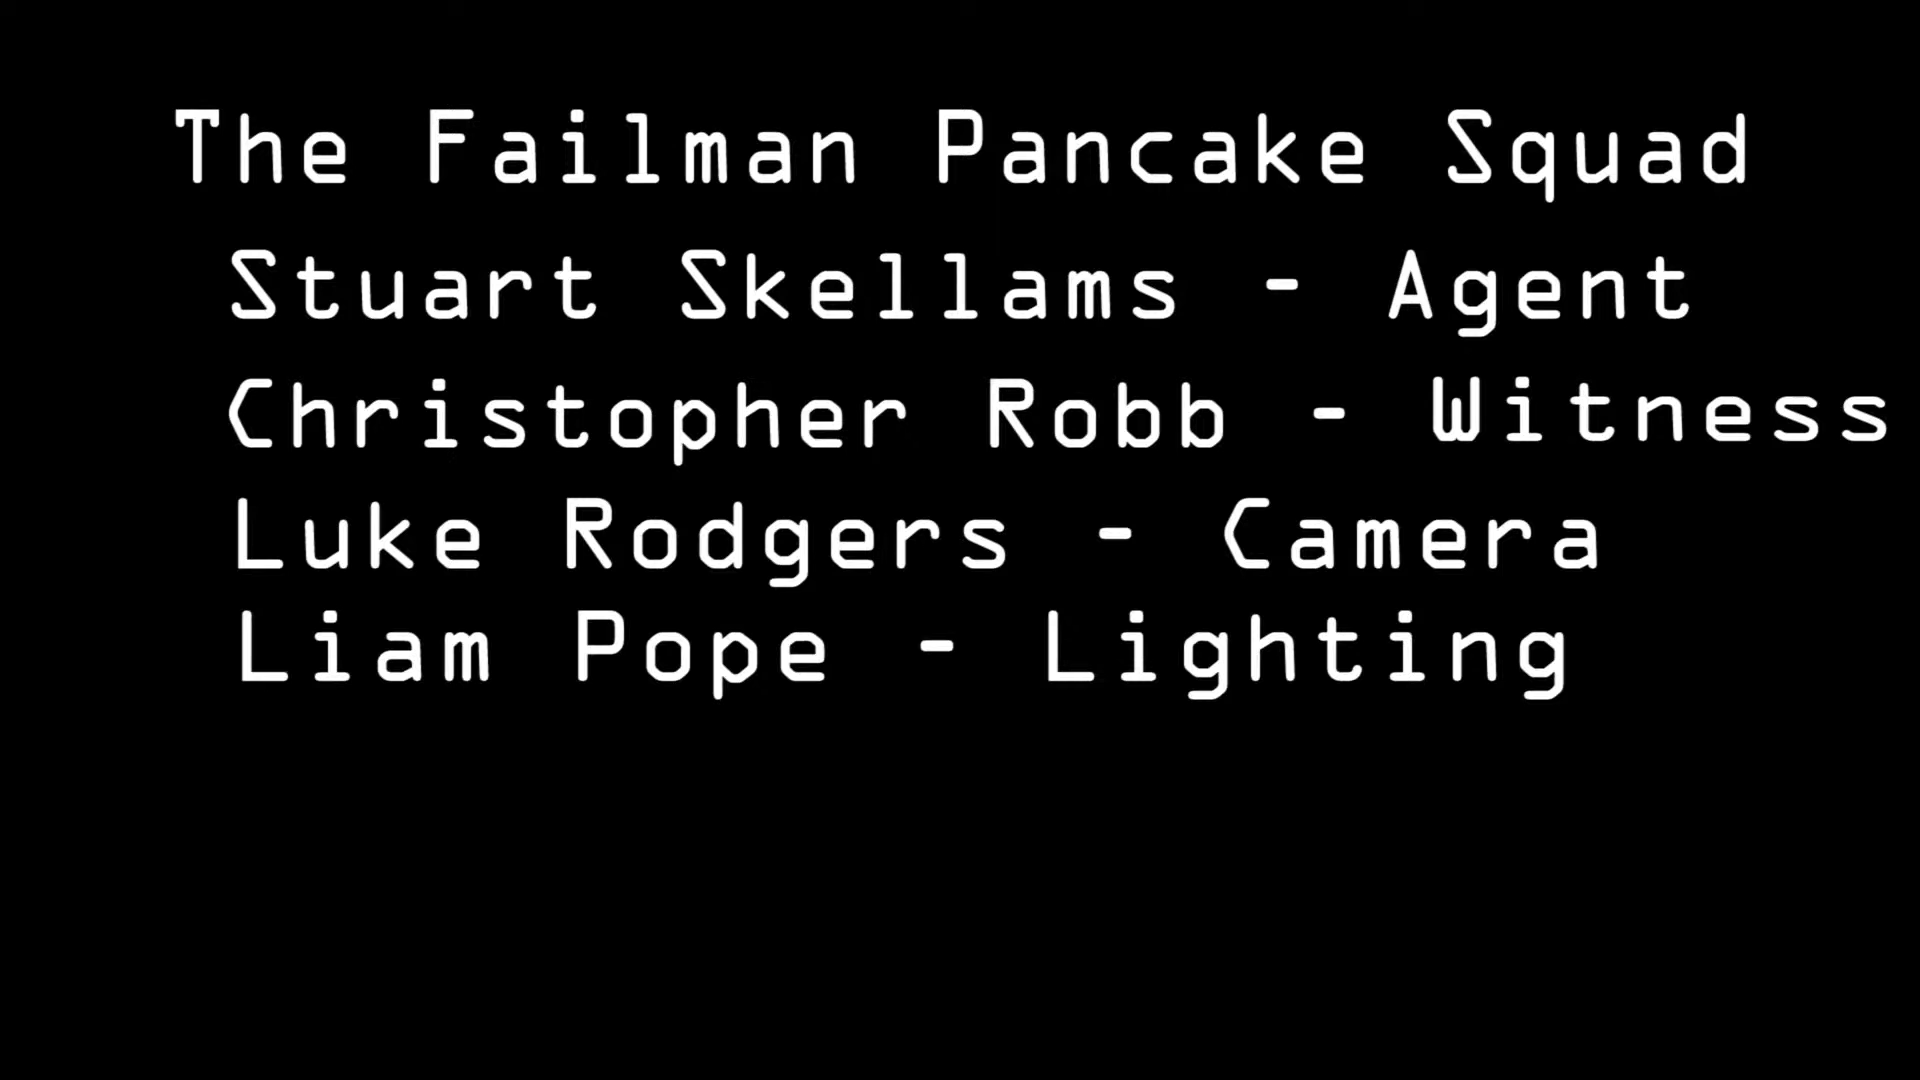 The Failman Pancake Squad
Stuart Skellams - Agent
Christopher Robb - Witness
Luke Rodgers - Camera
Liam Pope - Lighting